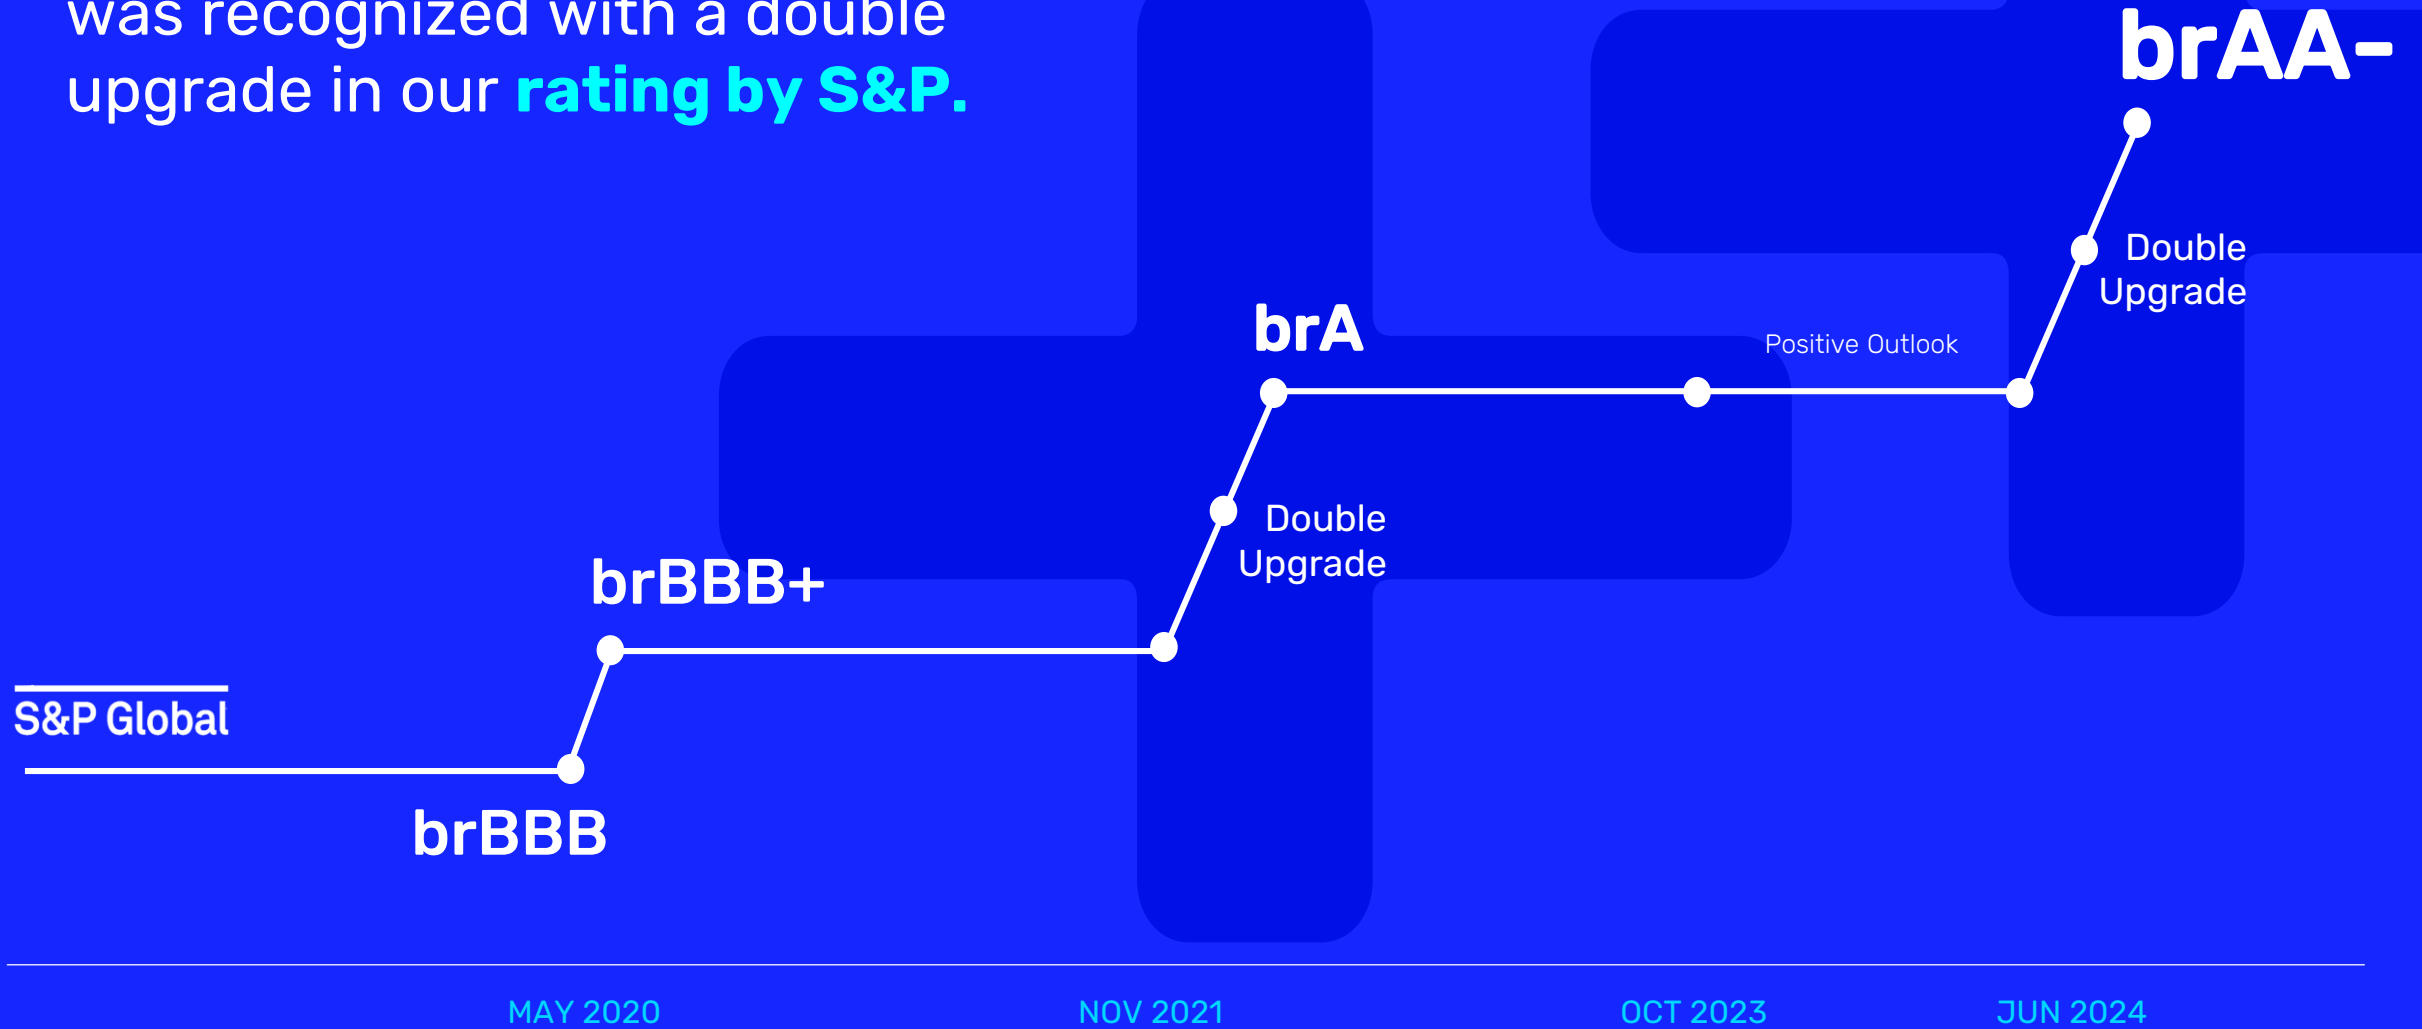 was recognized with a double
upgrade in our rating by S&P.
brAA-
Double
Upgrade
Positive Outlook
brA
Double
Upgrade
brBBB+
S&P Global
brBBB
MAY 2020
NOV 2021
OCT 2023
JUN 2024